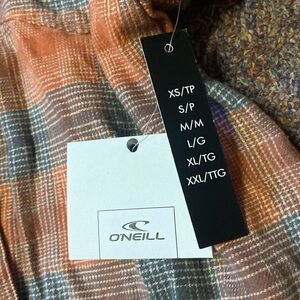 XS/TP
S/P
M/M
L/G
XL/TG
XXL/TTG
O'NEILL